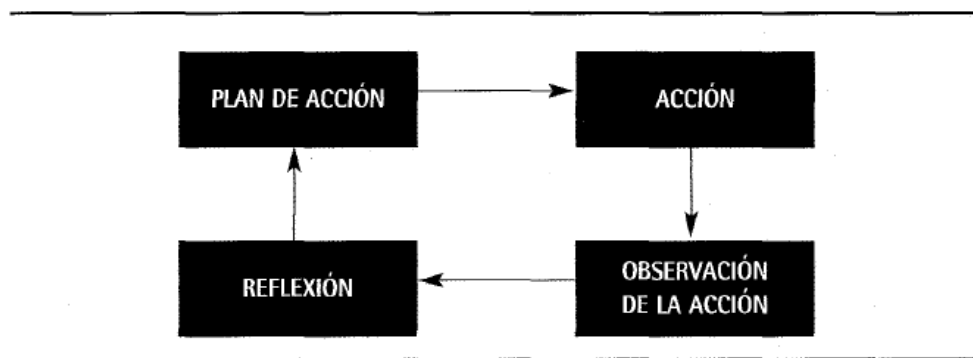 PLAN DE ACCIÓN
ACCIÓN
REFLEXIÓN
OBSERVACIÓN
DE LA ACCIÓN